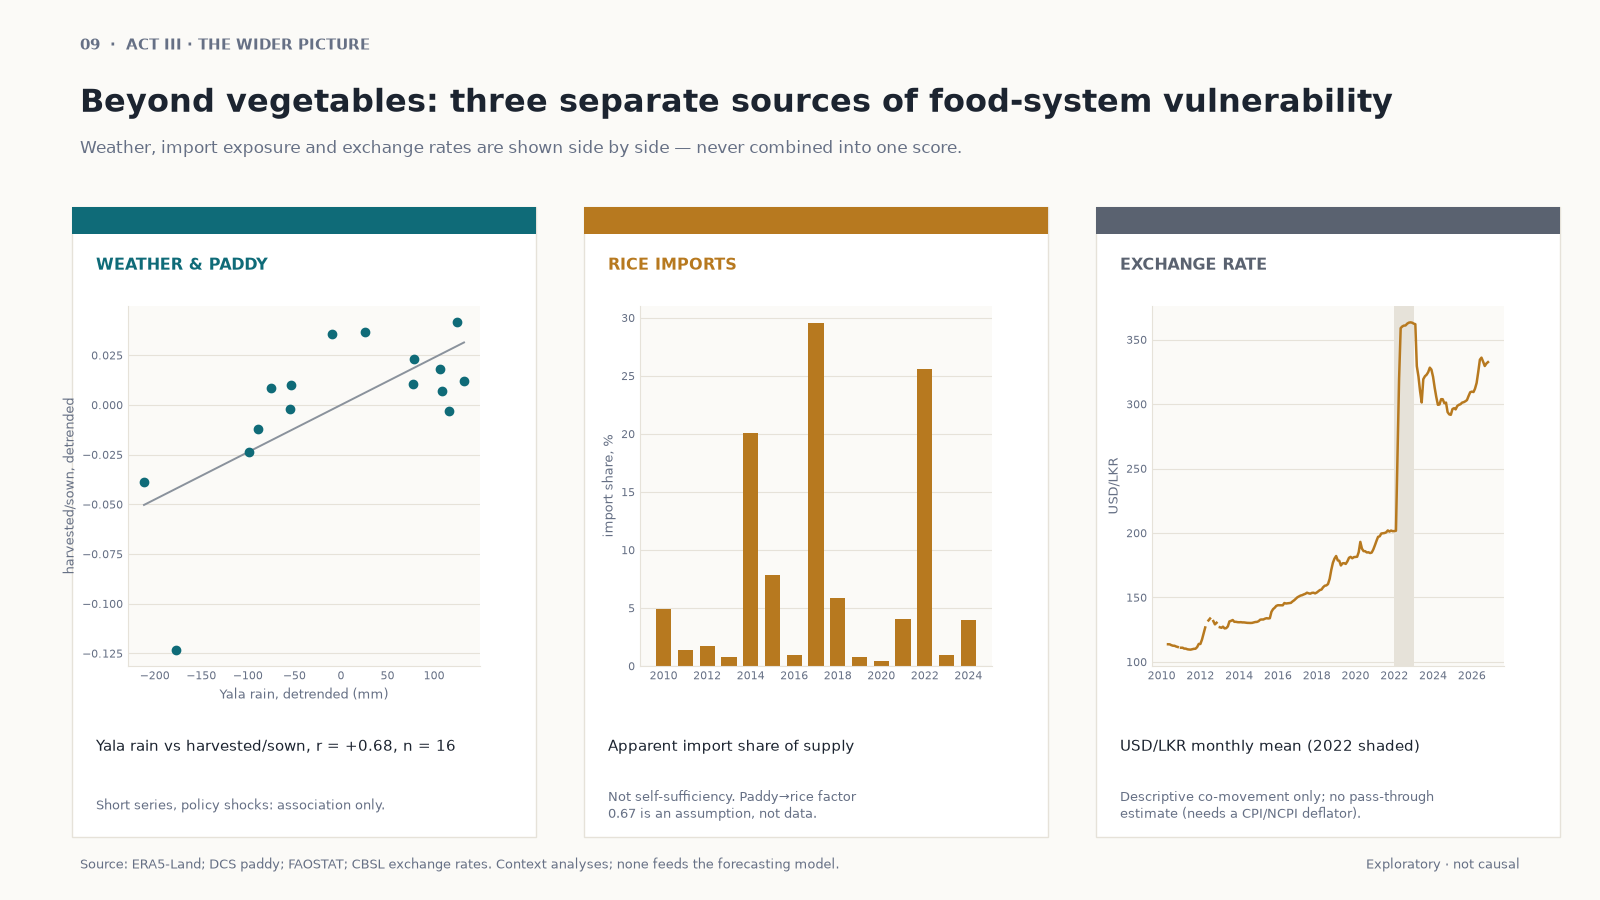 09 · ACT III · THE WIDER PICTURE
Beyond vegetables: three separate sources of food-system vulnerability
Weather, import exposure and exchange rates are shown side by side — never combined into one score.
WEATHER & PADDY
harvested/sown, detrended
0.025
0.000
−0.025
−0.050
−0.075
−0.100
−0.125
−200 −150 −100 −50 0 50 100
Yala rain, detrended (mm)
Yala rain vs harvested/sown, r = +0.68, n = 16
Short series, policy shocks: association only.
RICE IMPORTS
import share, %
30
25
20
15
10
5
0
2010 2012 2014 2016 2018 2020 2022 2024
Apparent import share of supply
Not self-sufficiency. Paddy→rice factor
0.67 is an assumption, not data.
EXCHANGE RATE
USD/LKR
350
300
250
200
150
100
2010 2012 2014 2016 2018 2020 2022 2024 2026
USD/LKR monthly mean (2022 shaded)
Descriptive co-movement only; no pass-through
estimate (needs a CPI/NCPI deflator).
Source: ERA5-Land; DCS paddy; FAOSTAT; CBSL exchange rates. Context analyses; none feeds the forecasting model.
Exploratory · not causal